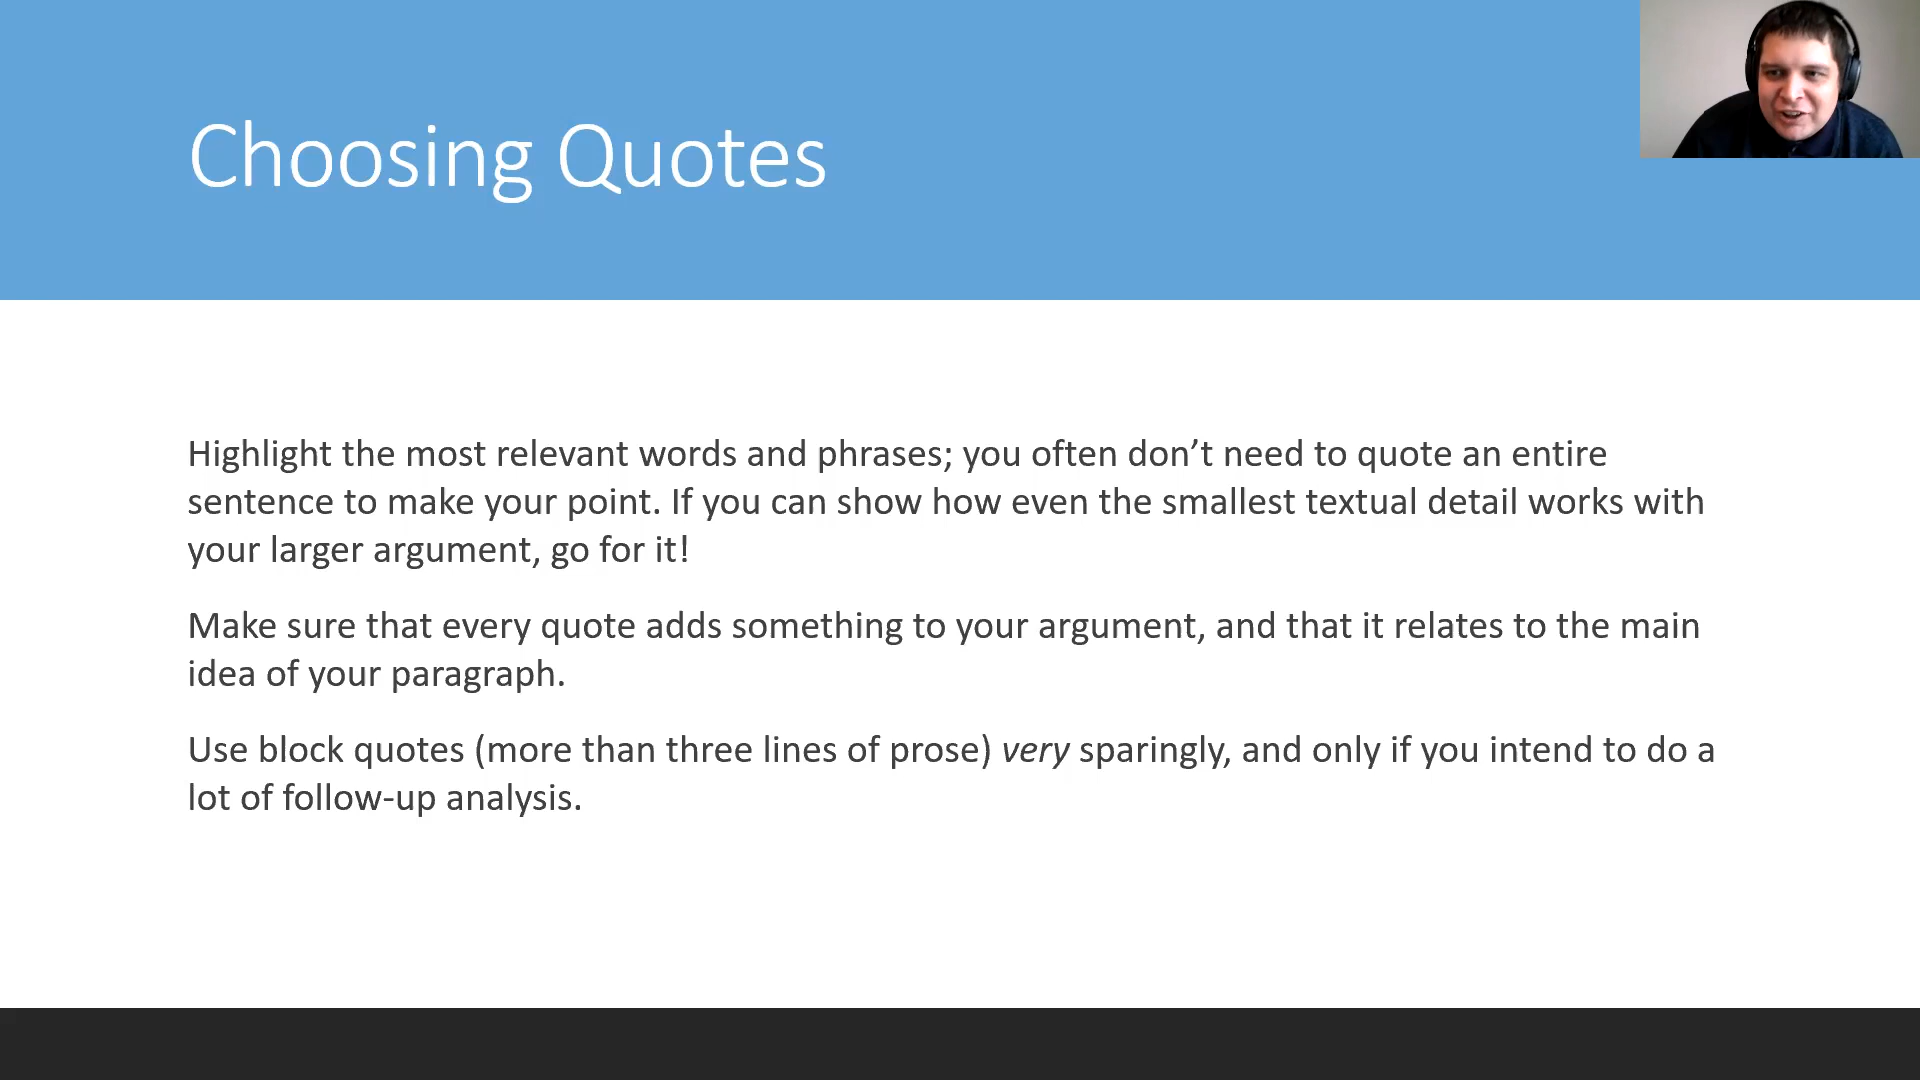 Choosing Quotes
Highlight the most relevant words and phrases; you often don’t need to quote an entire
sentence to make your point. If you can show how even the smallest textual detail works with
your larger argument, go for it!
Make sure that every quote adds something to your argument, and that it relates to the main
idea of your paragraph.
Use block quotes (more than three lines of prose) very sparingly, and only if you intend to do a
lot of follow-up analysis.